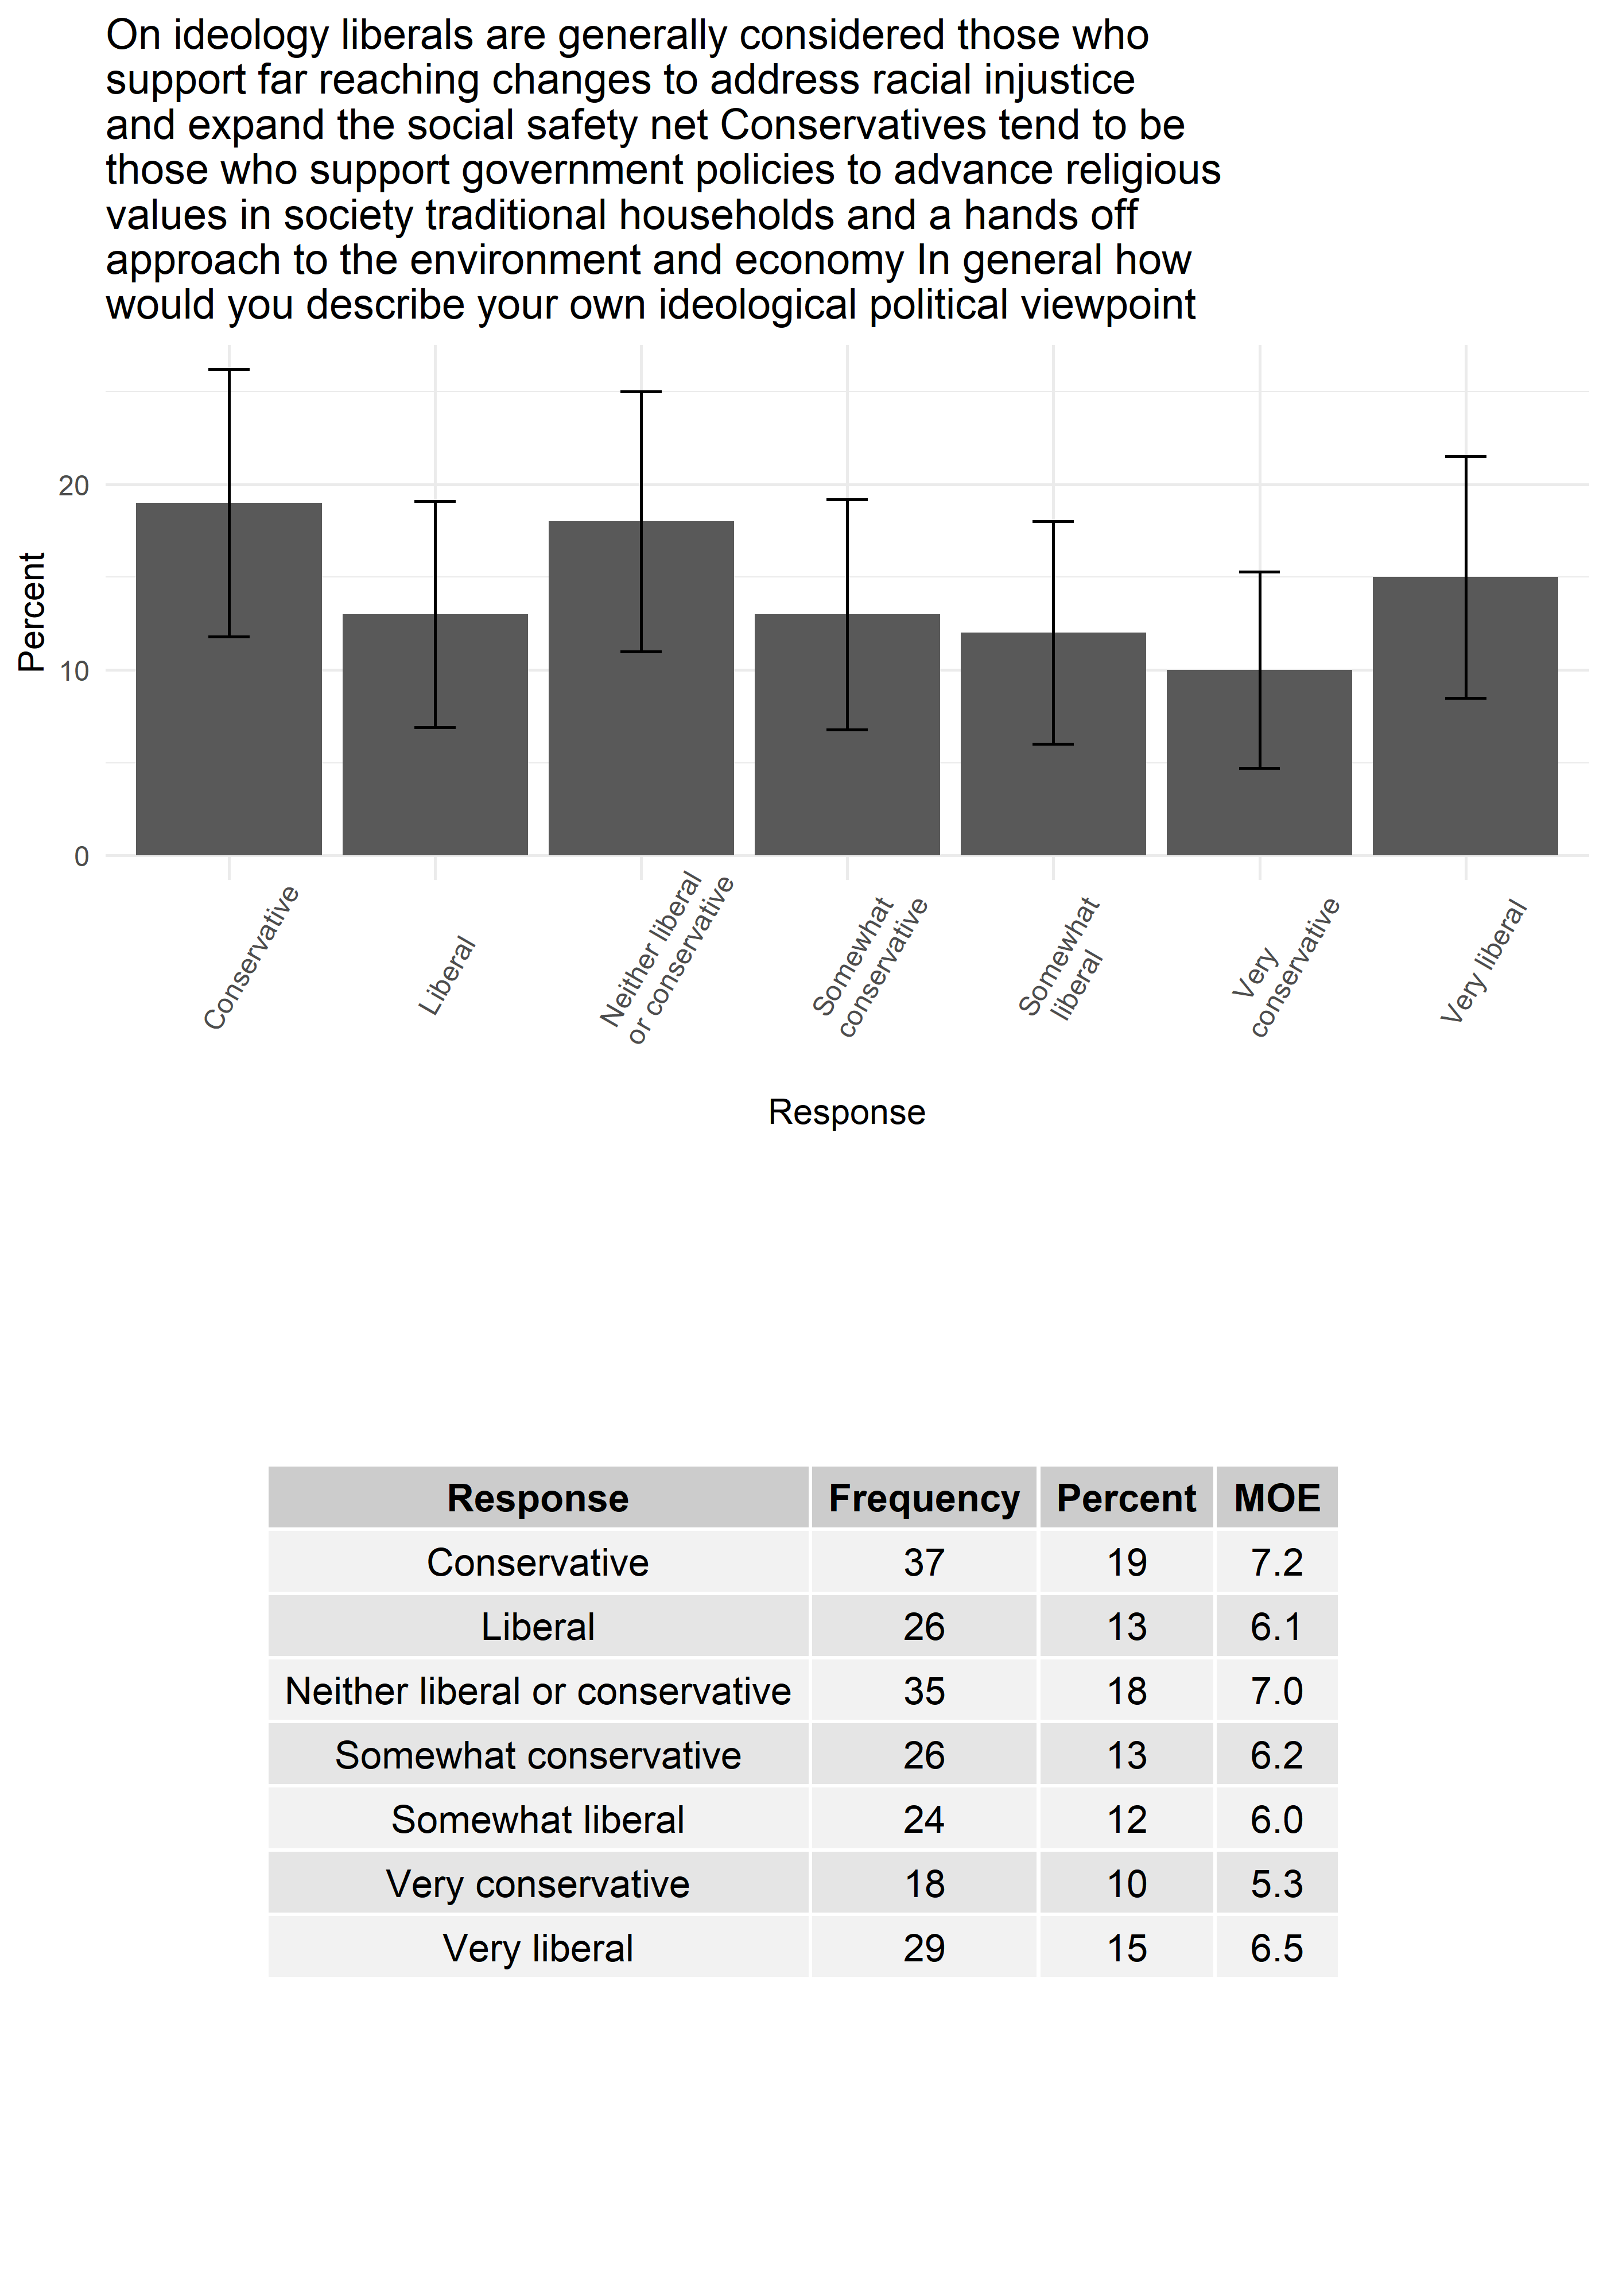 On ideology liberals are generally considered those who
support far reaching changes to address racial injustice
and expand the social safety net Conservatives tend to be
those who support government policies to advance religious
values in society traditional households and a hands off
approach to the environment and economy In general how
would you describe your own ideological political viewpoint
Percent
20
10
0
Conservative
Liberal
Neither liberal
or conservative
Somewhat
conservative
Somewhat
liberal
Very
conservative
Very liberal
Response
Response Frequency Percent MOE
Conservative 37 19 7.2
Liberal 26 13 6.1
Neither liberal or conservative 35 18 7.0
Somewhat conservative 26 13 6.2
Somewhat liberal 24 12 6.0
Very conservative 18 10 5.3
Very liberal 29 15 6.5